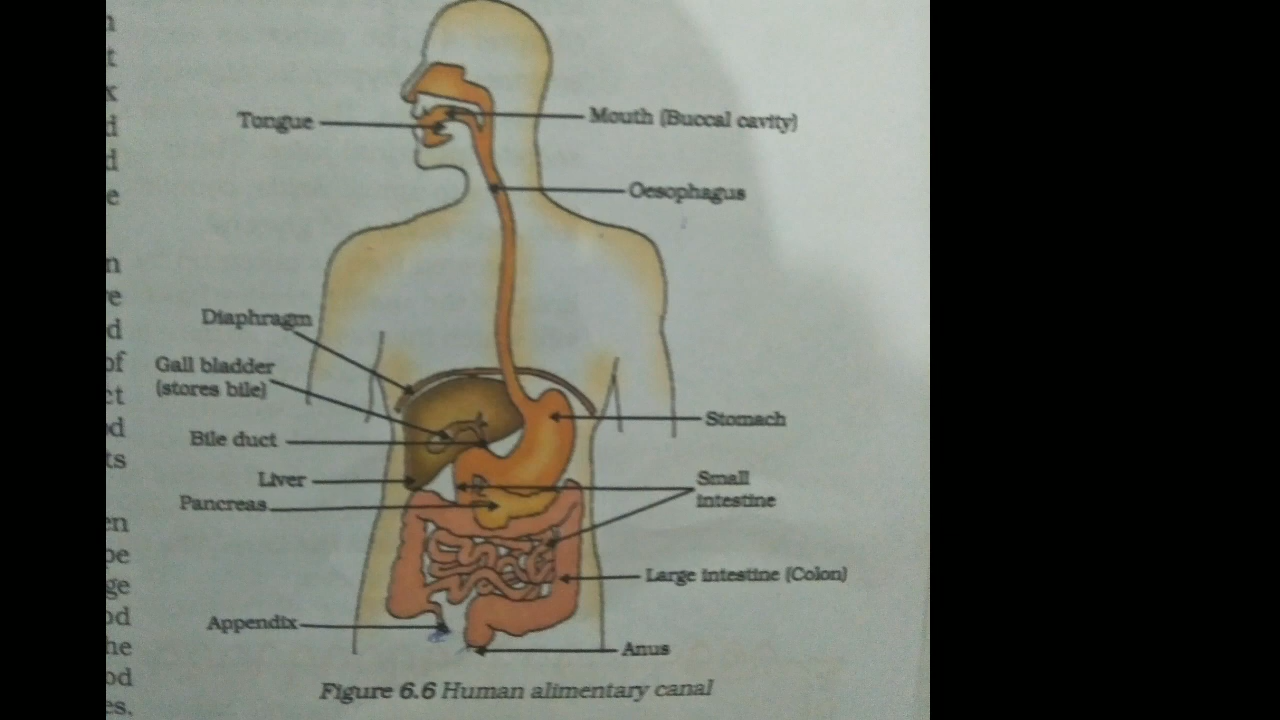 Tongue
Mouth (Buccal cavity)
Oesophagus
Diaphragm
Gall bladder
(stores bile)
Stomach
Bile duct
Liver
Small
intestine
Pancreas
Large intestine (Colon)
Appendix
Anus
Figure 6.6 Human alimentary canal